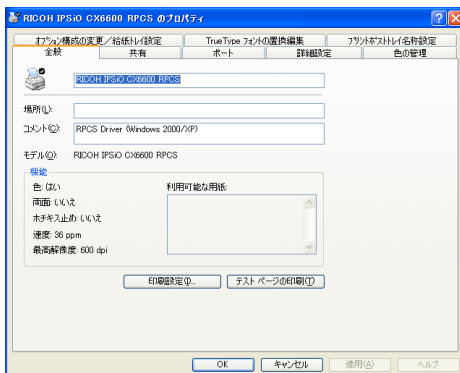 RICOH IPSiO CX6600 RPCS のプロパティ
オプション構成の変更／給紙トレイ設定
TrueType フォントの置換編集
プリントポストトレイ名称設定
全般
共有
ポート
詳細設定
色の管理
RICOH IPSiO CX6600 RPCS
場所(L):
コメント(C):
RPCS Driver (Windows 2000/XP)
モデル(O):
RICOH IPSiO CX6600 RPCS
機能
色: はい
利用可能な用紙:
両面: いいえ
ホチキス止め: いいえ
速度: 36 ppm
最高解像度: 600 dpi
印刷設定(I)...
テスト ページの印刷(T)
OK
キャンセル
適用(A)
ヘルプ